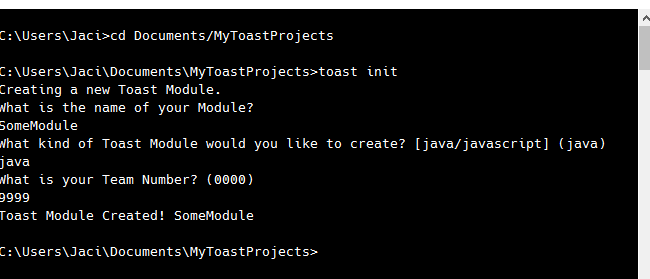 C:\Users\Jaci>cd Documents/MyToastProjects
C:\Users\Jaci\Documents\MyToastProjects>toast init
Creating a new Toast Module.
What is the name of your Module?
SomeModule
What kind of Toast Module would you like to create? [java/javascript] (java)
java
What is your Team Number? (0000)
9999
Toast Module Created! SomeModule
C:\Users\Jaci\Documents\MyToastProjects>